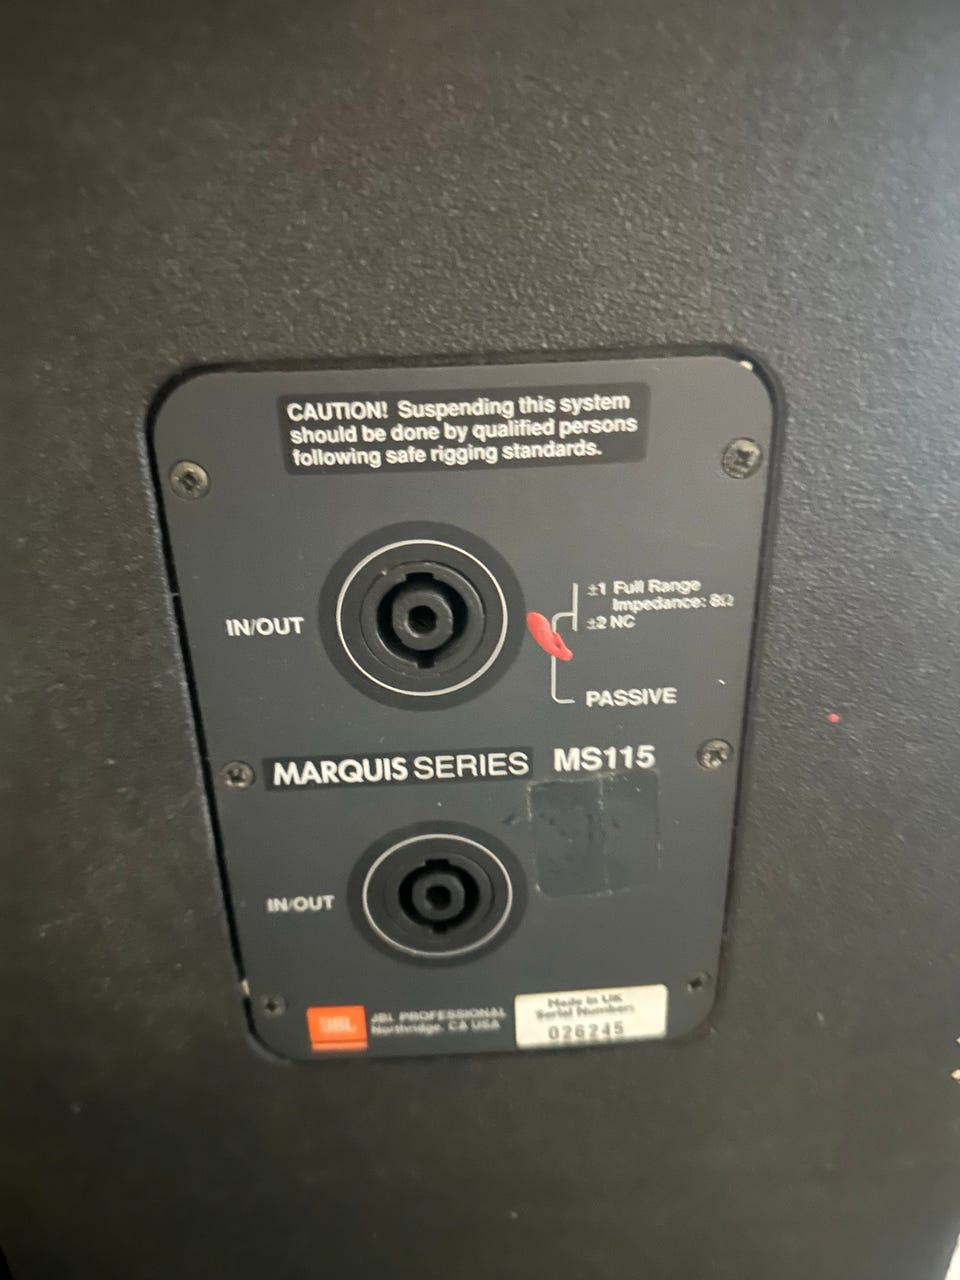 CAUTION! Suspending this system
should be done by qualified persons
following safe rigging standards.
IN/OUT
±1 Full Range
Impedance: 8Ω
±2 NC
PASSIVE
MARQUIS SERIES MS115
IN/OUT
JBL
JBL PROFESSIONAL
Northridge, CA USA
Made in UK
Serial Number:
026245